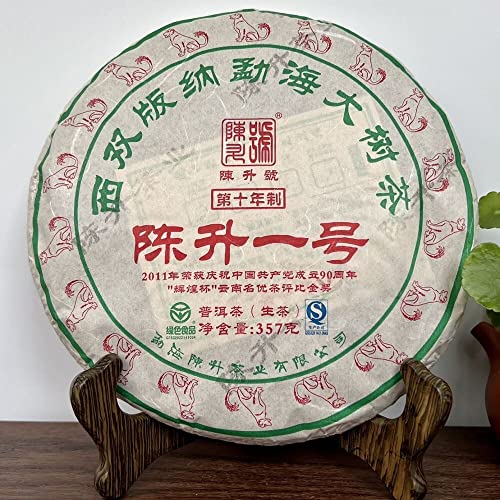 西双版纳勐海大树茶
陈升號
®
陳升號
第十年制
陈升一号
2011年荣获庆祝中国共产党成立90周年
"辉煌杯"云南名优茶评比金奖
绿色食品
普洱茶（生茶）
净含量:357克
勐海陈升茶业有限公司